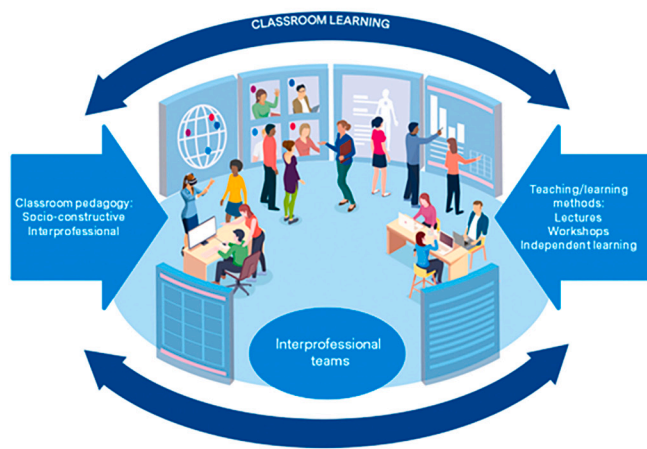 CLASSROOM LEARNING
Classroom pedagogy:
Socio-constructive
Interprofessional
Teaching/learning
methods:
Lectures
Workshops
Independent learning
Interprofessional
teams